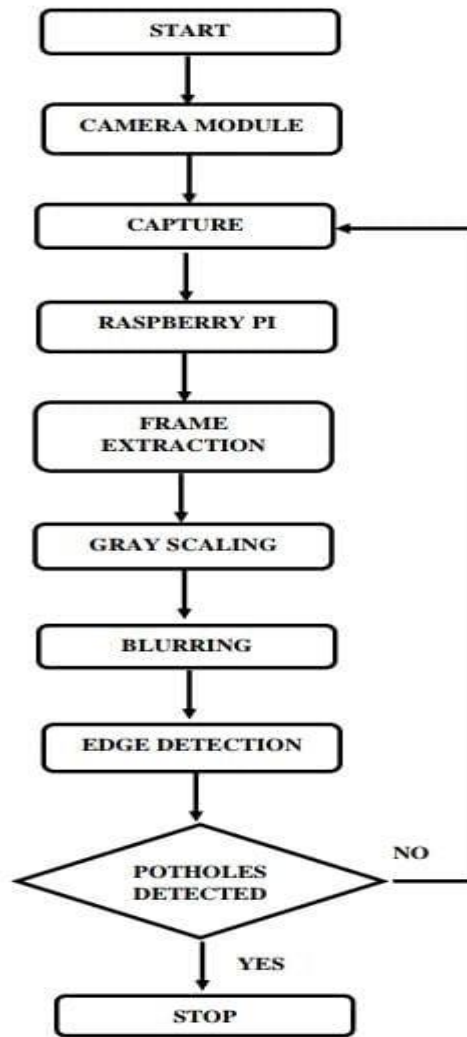 START
CAMERA MODULE
CAPTURE
RASPBERRY PI
FRAME
EXTRACTION
GRAY SCALING
BLURRING
EDGE DETECTION
POTHOLES
DETECTED
NO
YES
STOP